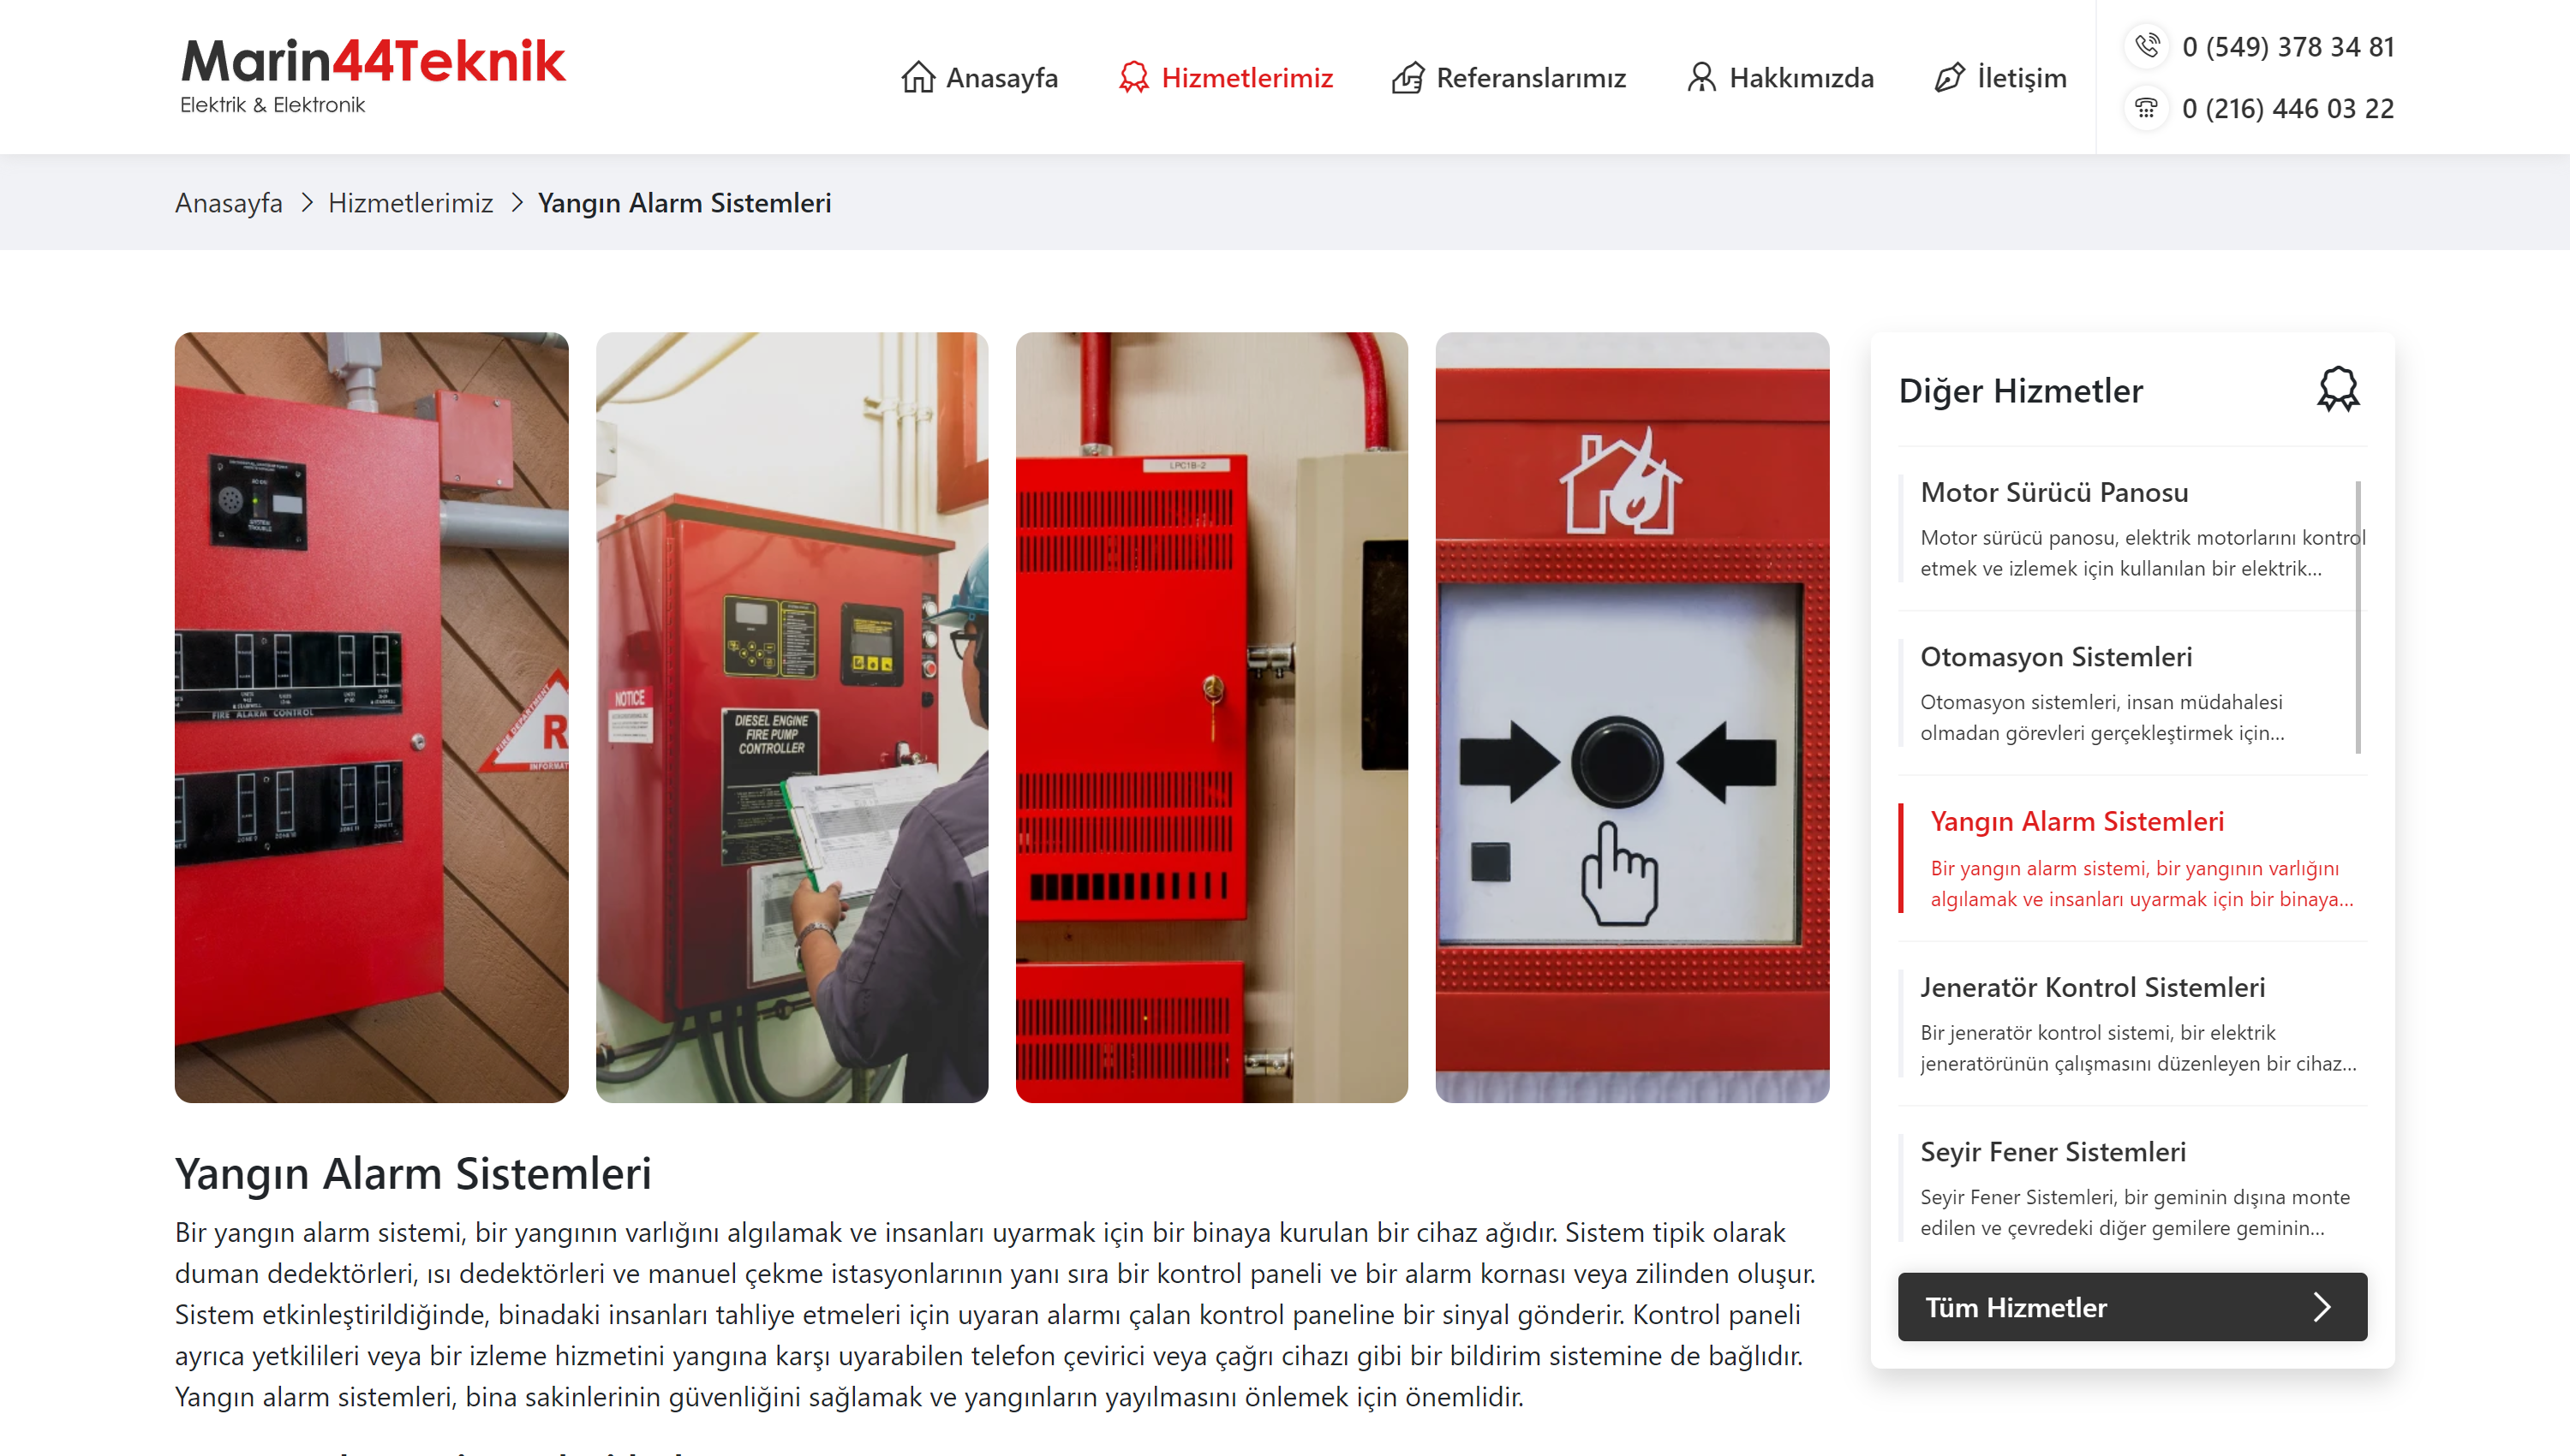 Marin44Teknik
Elektrik & Elektronik
Anasayfa
Hizmetlerimiz
Referanslarımız
Hakkımızda
İletişim
0 (549) 378 34 81
0 (216) 446 03 22
Anasayfa > Hizmetlerimiz > Yangın Alarm Sistemleri
SYSTEM
TROUBLE
FIRE ALARM CONTROL
FIRE DEPARTMENT
R
INFORMAT
NOTICE
DIESEL ENGINE
FIRE PUMP
CONTROLLER
LPC1B-2
Diğer Hizmetler
Motor Sürücü Panosu
Motor sürücü panosu, elektrik motorlarını kontrol
etmek ve izlemek için kullanılan bir elektrik...
Otomasyon Sistemleri
Otomasyon sistemleri, insan müdahalesi
olmadan görevleri gerçekleştirmek için...
Yangın Alarm Sistemleri
Bir yangın alarm sistemi, bir yangının varlığını
algılamak ve insanları uyarmak için bir binaya...
Jeneratör Kontrol Sistemleri
Bir jeneratör kontrol sistemi, bir elektrik
jeneratörünün çalışmasını düzenleyen bir cihaz...
Seyir Fener Sistemleri
Seyir Fener Sistemleri, bir geminin dışına monte
edilen ve çevredeki diğer gemilere geminin...
Tüm Hizmetler
Yangın Alarm Sistemleri
Bir yangın alarm sistemi, bir yangının varlığını algılamak ve insanları uyarmak için bir binaya kurulan bir cihaz ağıdır. Sistem tipik olarak
duman dedektörleri, ısı dedektörleri ve manuel çekme istasyonlarının yanı sıra bir kontrol paneli ve bir alarm kornası veya zilinden oluşur.
Sistem etkinleştirildiğinde, binadaki insanları tahliye etmeleri için uyaran alarmı çalan kontrol paneline bir sinyal gönderir. Kontrol paneli
ayrıca yetkilileri veya bir izleme hizmetini yangına karşı uyarabilen telefon çevirici veya çağrı cihazı gibi bir bildirim sistemine de bağlıdır.
Yangın alarm sistemleri, bina sakinlerinin güvenliğini sağlamak ve yangınların yayılmasını önlemek için önemlidir.